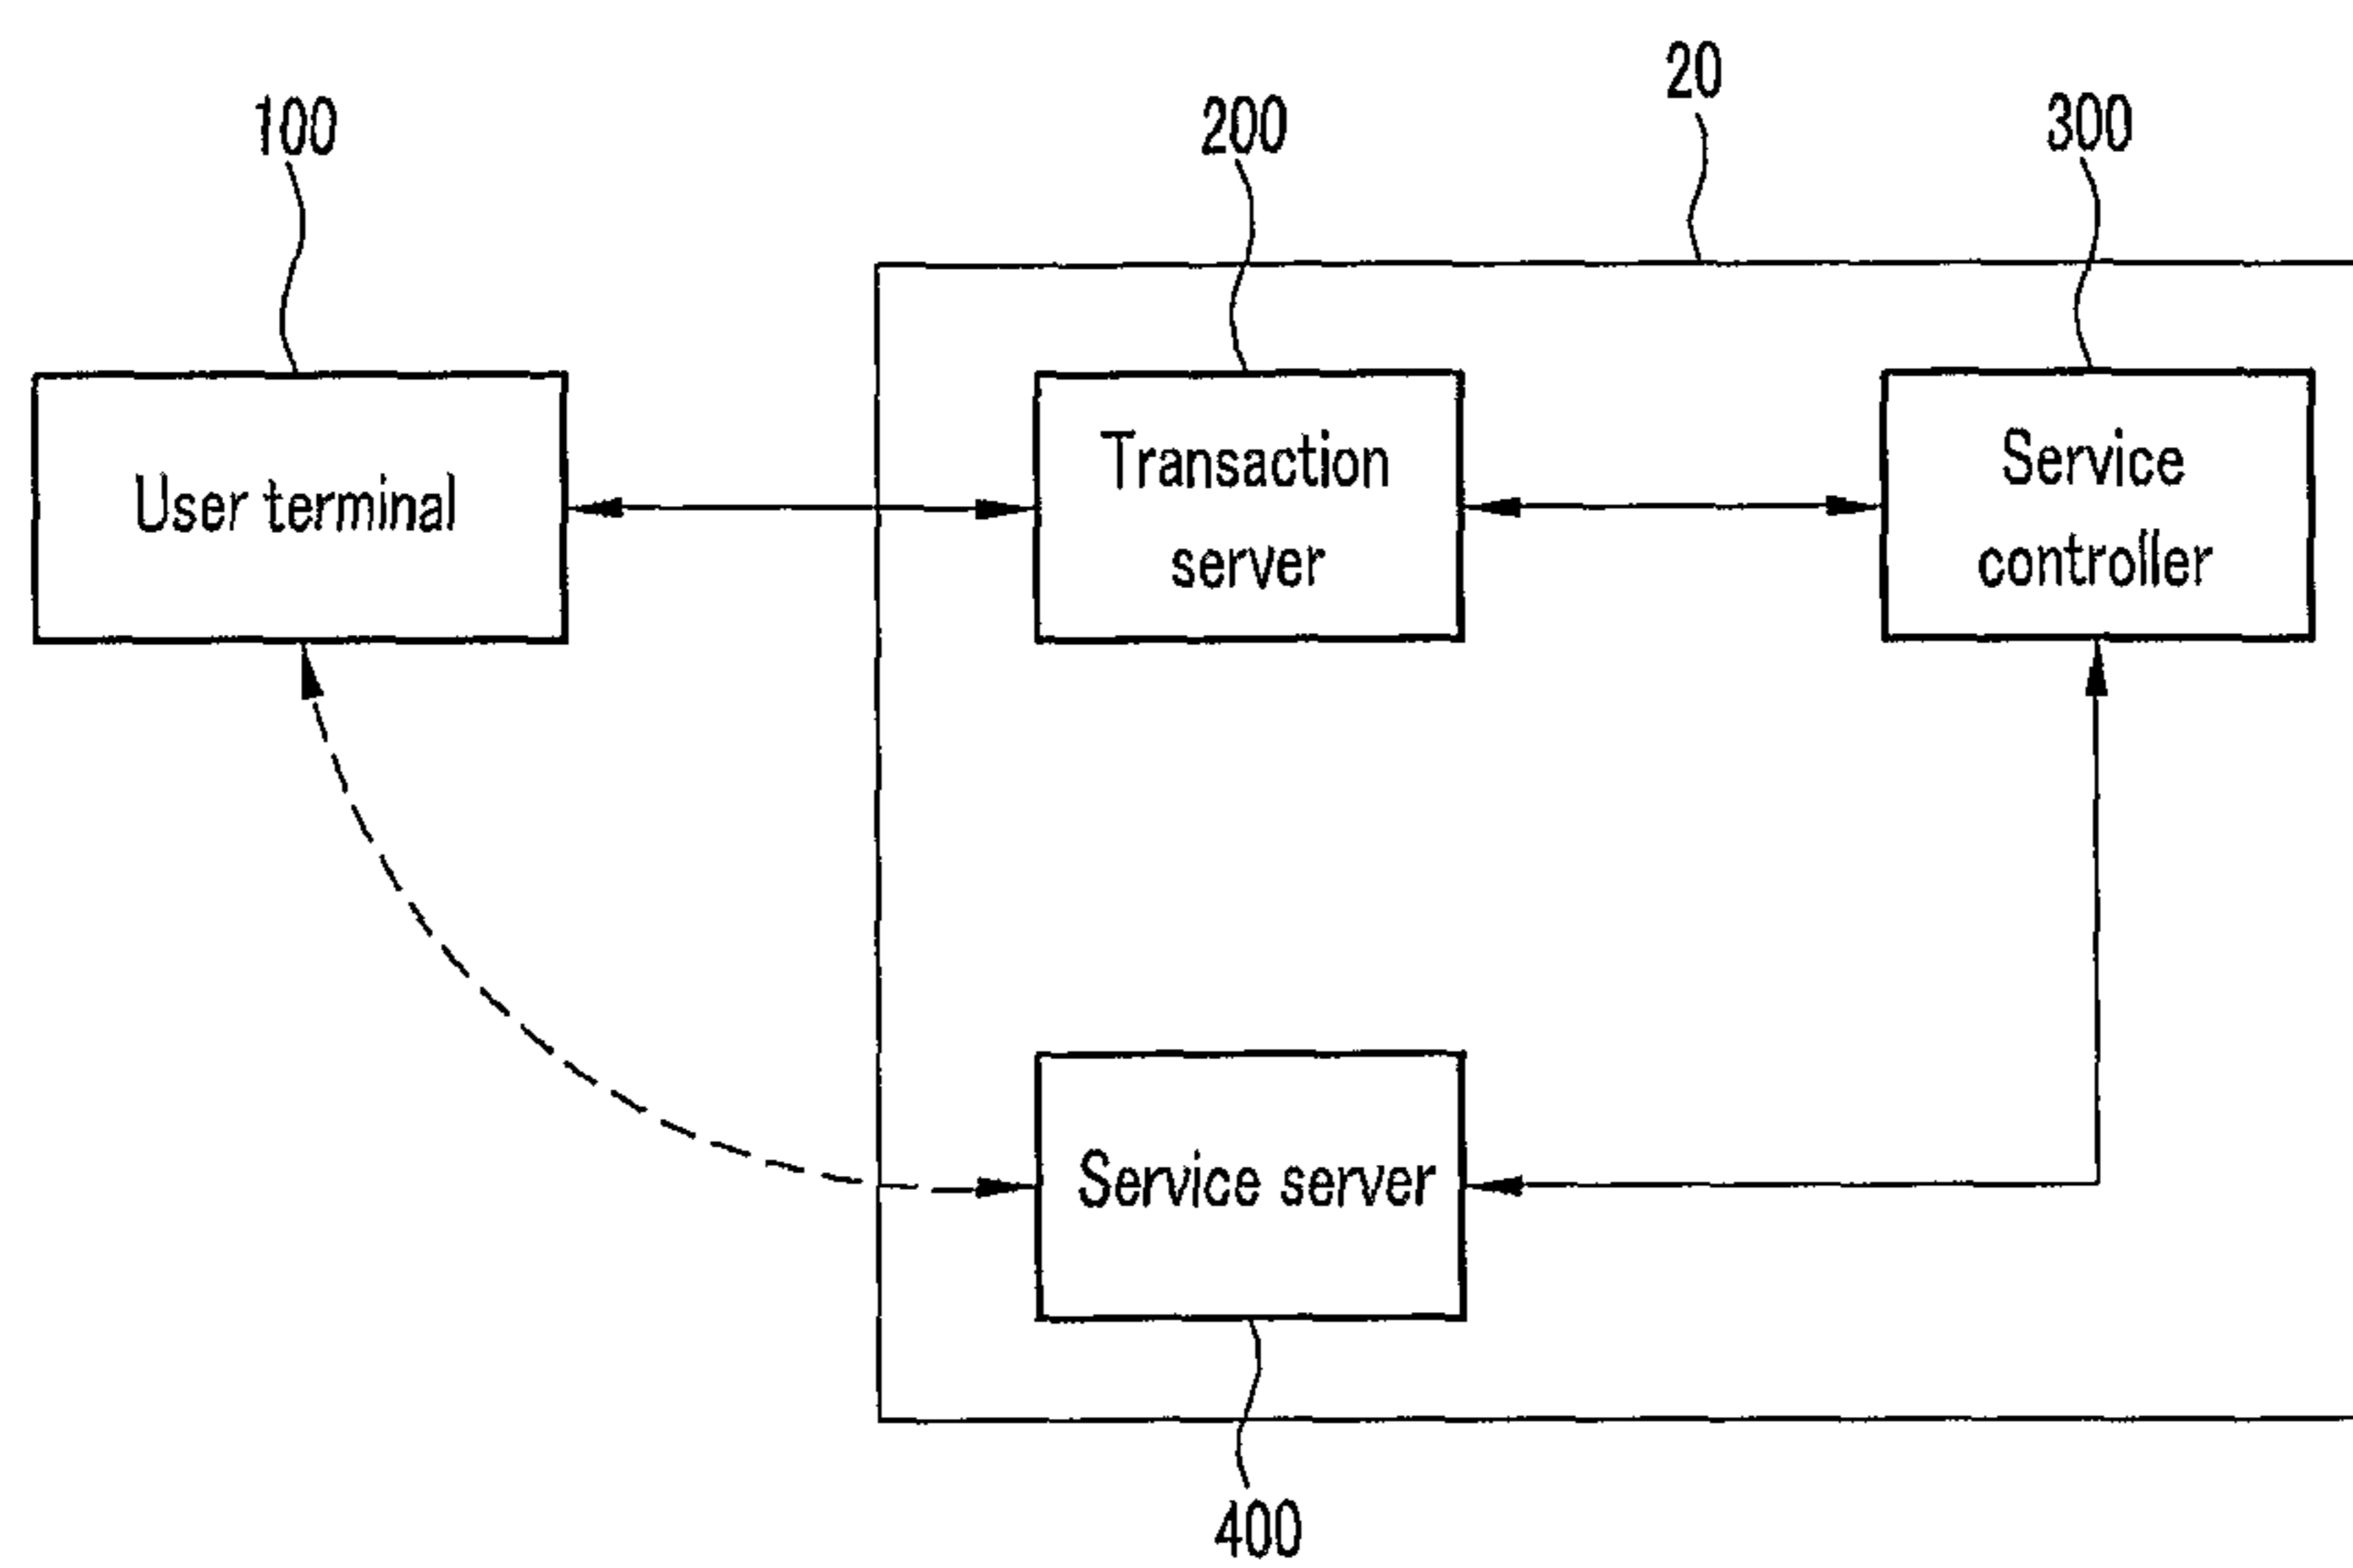 20
100
200
300
User terminal
Transaction
server
Service
controller
Service server
400